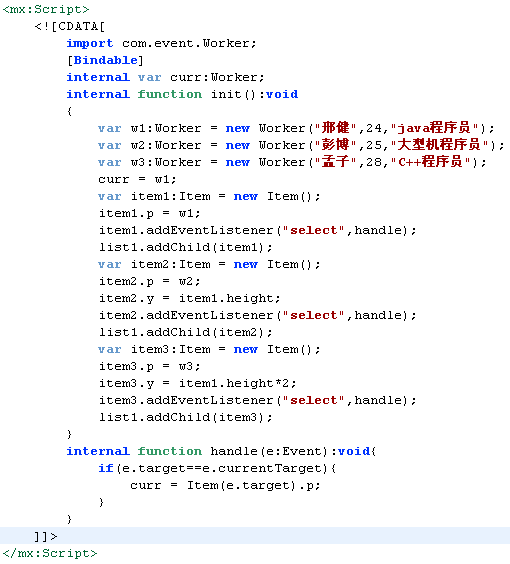 <mx:Script>
<![CDATA[
import com.event.Worker;
[Bindable]
internal var curr:Worker;
internal function init():void
{
var w1:Worker = new Worker("邢健",24,"java程序员");
var w2:Worker = new Worker("彭博",25,"大型机程序员");
var w3:Worker = new Worker("孟子",28,"C++程序员");
curr = w1;
var item1:Item = new Item();
item1.p = w1;
item1.addEventListener("select",handle);
list1.addChild(item1);
var item2:Item = new Item();
item2.p = w2;
item2.y = item1.height;
item2.addEventListener("select",handle);
list1.addChild(item2);
var item3:Item = new Item();
item3.p = w3;
item3.y = item1.height*2;
item3.addEventListener("select",handle);
list1.addChild(item3);
}
internal function handle(e:Event):void{
if(e.target==e.currentTarget){
curr = Item(e.target).p;
}
}
]]>
</mx:Script>